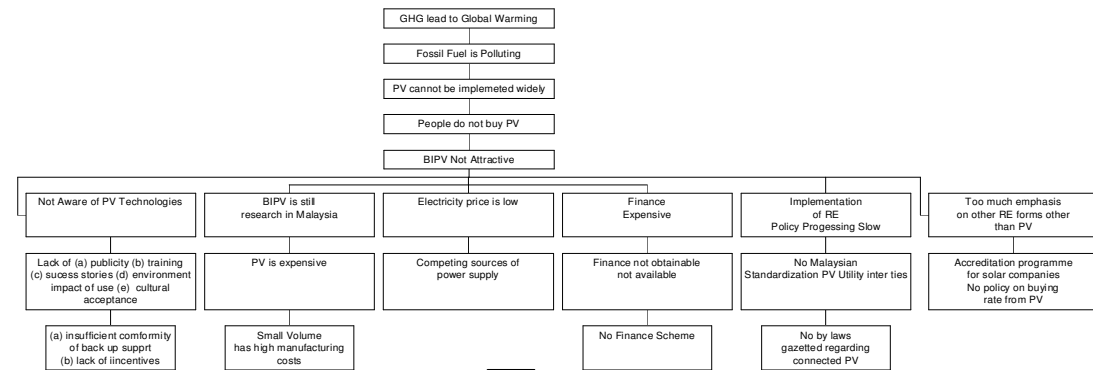 GHG lead to Global Warming
Fossil Fuel is Polluting
PV cannot be implemeted widely
People do not buy PV
BIPV Not Attractive
Not Aware of PV Technologies
BIPV is still
research in Malaysia
Electricity price is low
Finance
Expensive
Implementation
of RE
Policy Progessing Slow
Too much emphasis
on other RE forms other
than PV
Lack of (a) publicity (b) training
(c) sucess stories (d) environment
impact of use (e) cultural
acceptance
PV is expensive
Competing sources of
power supply
Finance not obtainable
not available
No Malaysian
Standardization PV Utility inter ties
Accreditation programme
for solar companies
No policy on buying
rate from PV
(a) insufficient comformity
of back up supprt
(b) lack of iincentives
Small Volume
has high manufacturing
costs
No Finance Scheme
No by laws
gazetted regarding
connected PV